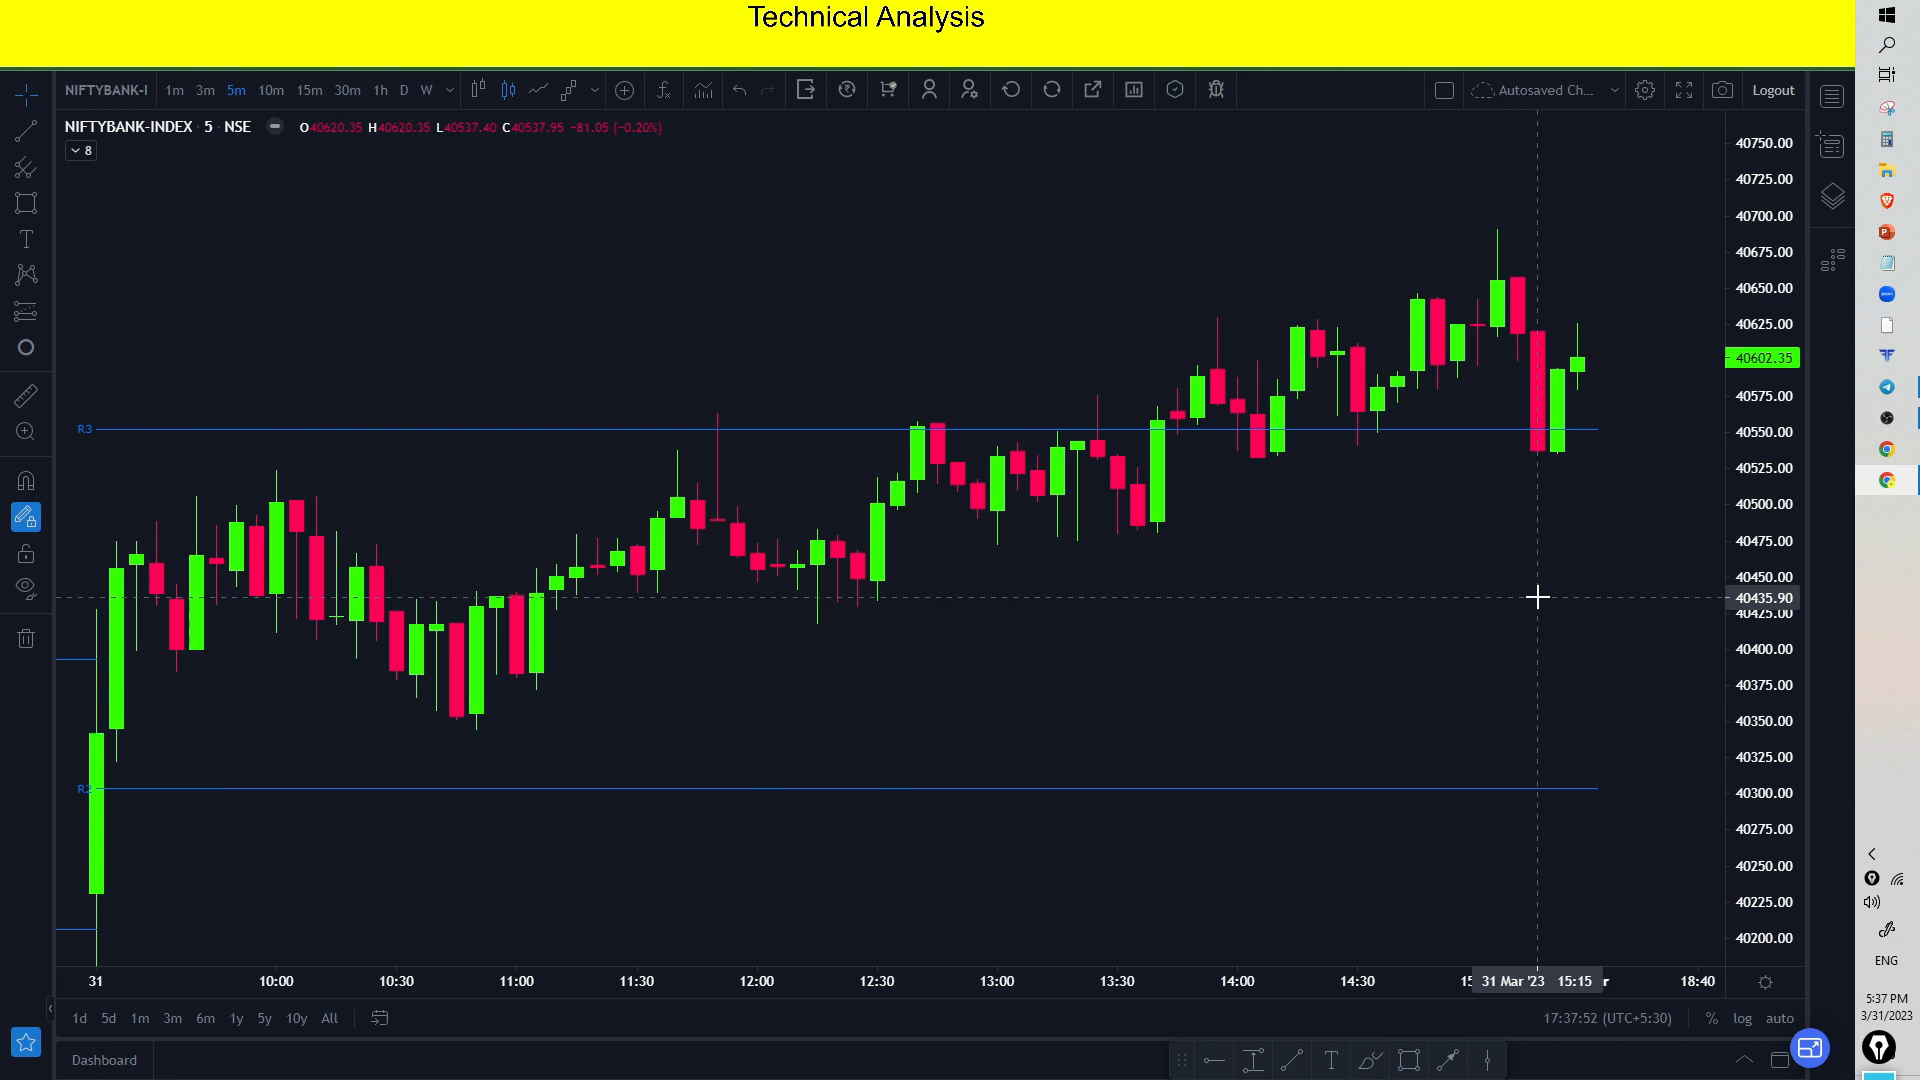 Technical Analysis
NIFTYBANK-I 1m 3m 5m 10m 15m 30m 1h D W Autosaved Ch... Logout
NIFTYBANK-INDEX · 5 · NSE O40620.35 H40620.35 L40537.40 C40537.95 −81.05 (−0.20%)
8
40750.00
40725.00
40700.00
40675.00
40650.00
40625.00
40602.35
40575.00
R3
40550.00
40525.00
40500.00
40475.00
40450.00
40435.90
40425.00
40400.00
40375.00
40350.00
40325.00
R2
40300.00
40275.00
40250.00
40225.00
40200.00
31 10:00 10:30 11:00 11:30 12:00 12:30 13:00 13:30 14:00 14:30 31 Mar '23 15:15 18:40
1d 5d 1m 3m 6m 1y 5y 10y All 17:37:52 (UTC+5:30) % log auto
Dashboard
ENG
5:37 PM
3/31/2023